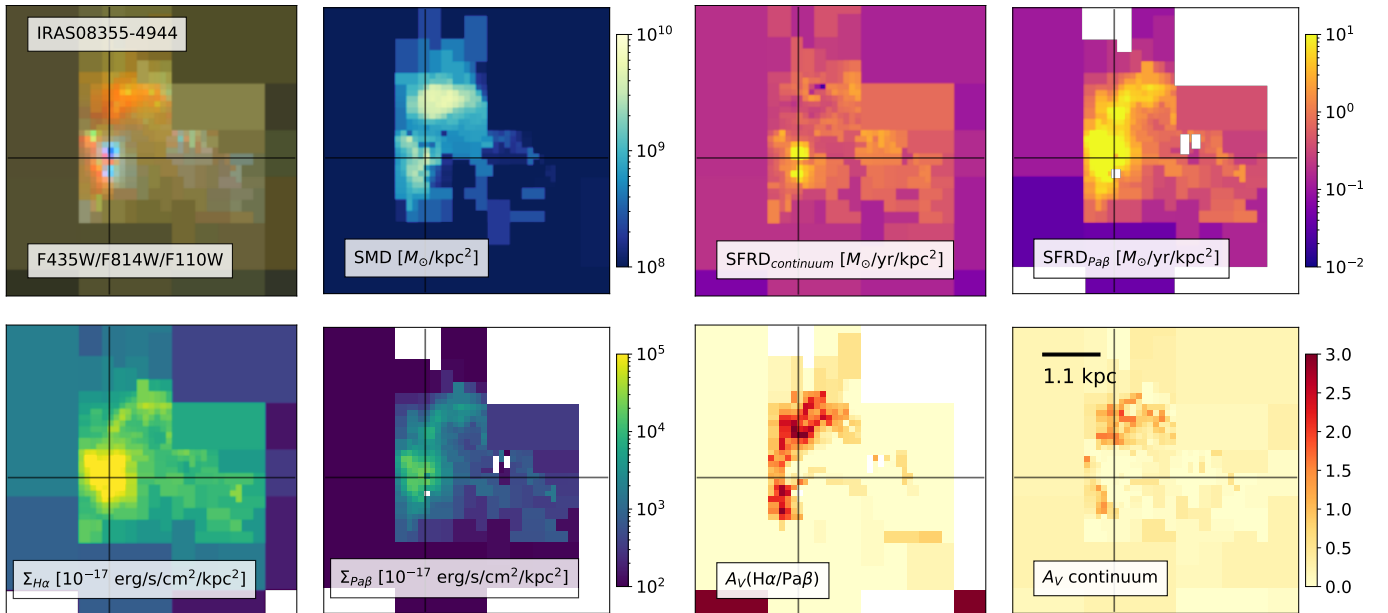 IRAS08355-4944
F435W/F814W/F110W
SMD [M⊙/kpc²]
10¹⁰
10⁹
10⁸
SFRD_continuum [M⊙/yr/kpc²]
SFRD_Paβ [M⊙/yr/kpc²]
10¹
10⁰
10⁻¹
10⁻²
Σ_Hα [10⁻¹⁷ erg/s/cm²/kpc²]
Σ_Paβ [10⁻¹⁷ erg/s/cm²/kpc²]
10⁵
10⁴
10³
10²
A_V(Hα/Paβ)
1.1 kpc
A_V continuum
3.0
2.5
2.0
1.5
1.0
0.5
0.0